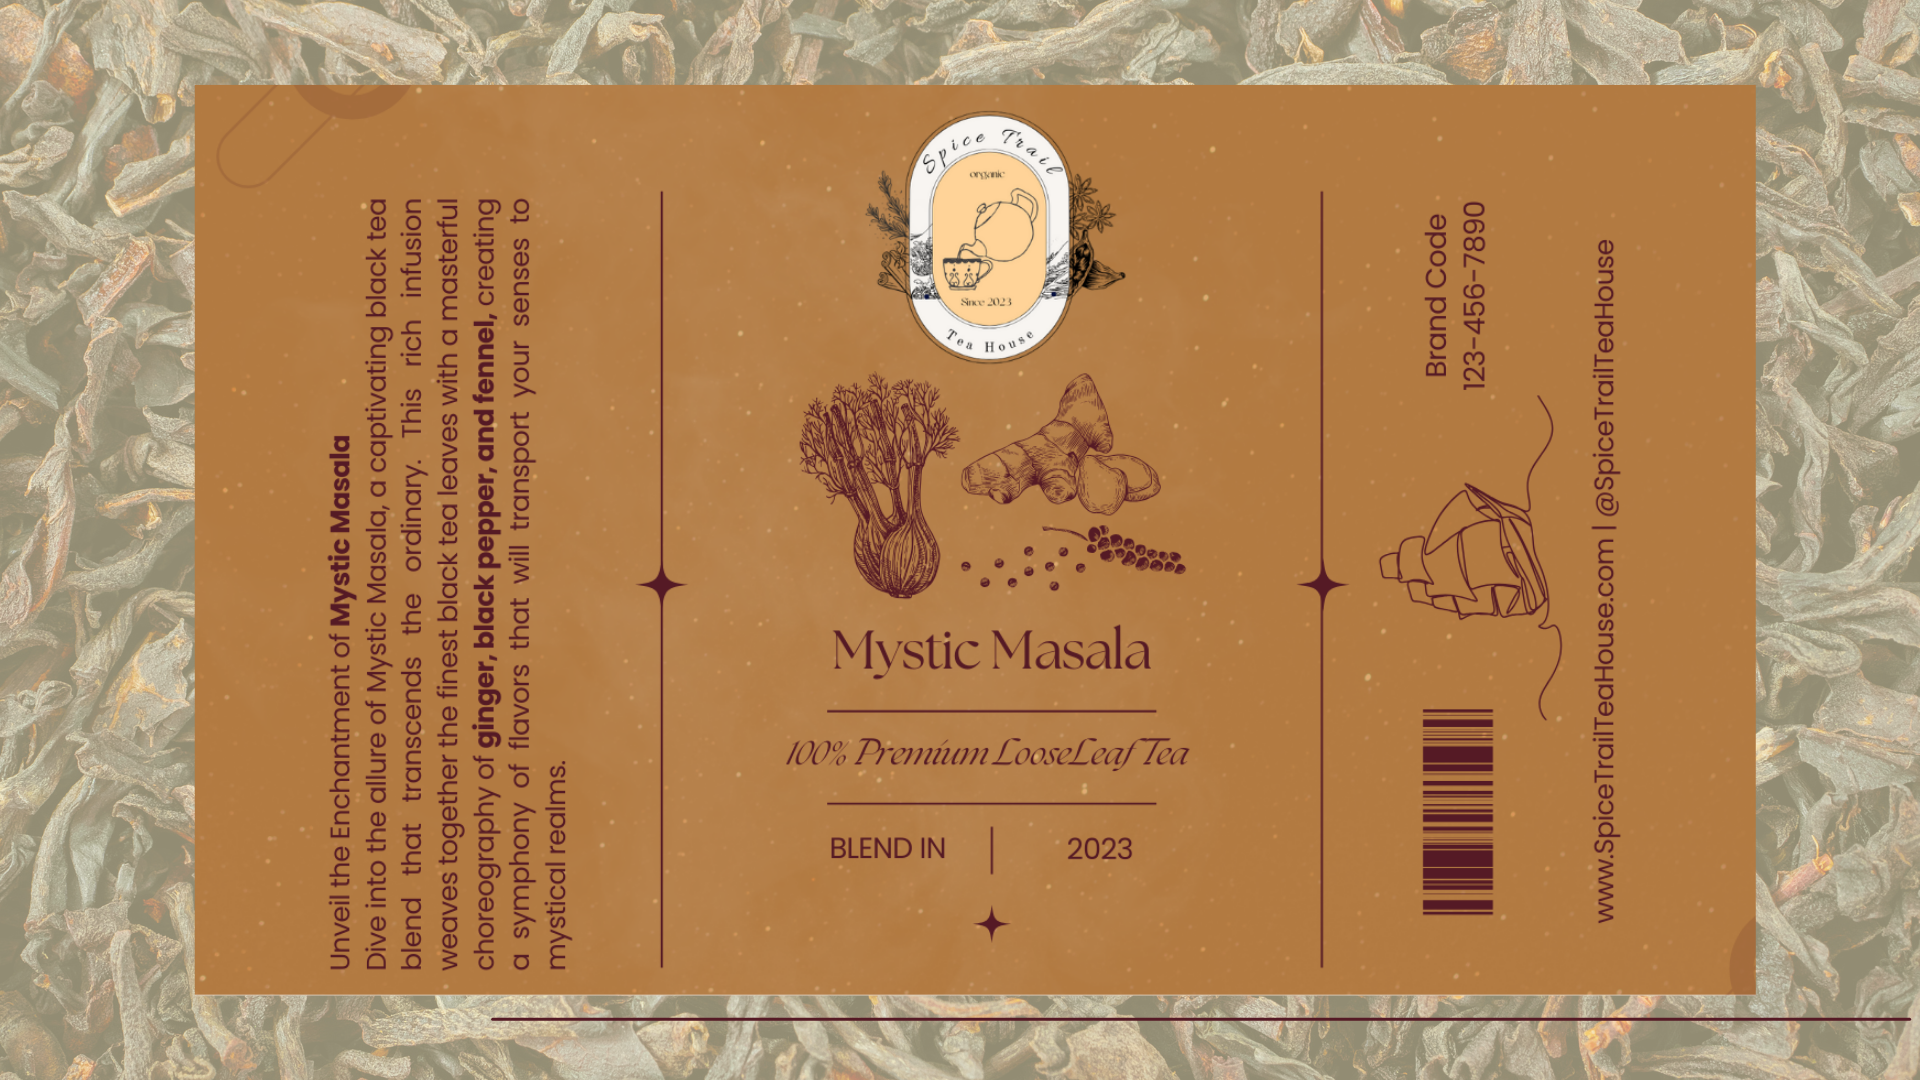 Unveil the Enchantment of Mystic Masala
Dive into the allure of Mystic Masala, a captivating black tea
blend that transcends the ordinary. This rich infusion
weaves together the finest black tea leaves with a masterful
choreography of ginger, black pepper, and fennel, creating
a symphony of flavors that will transport your senses to
mystical realms.
Spice Trail
organic
Since 2023
Tea House
Mystic Masala
100% Premium LooseLeaf Tea
BLEND IN
2023
Brand Code
123-456-7890
www.SpiceTrailTeaHouse.com | @SpiceTrailTeaHouse